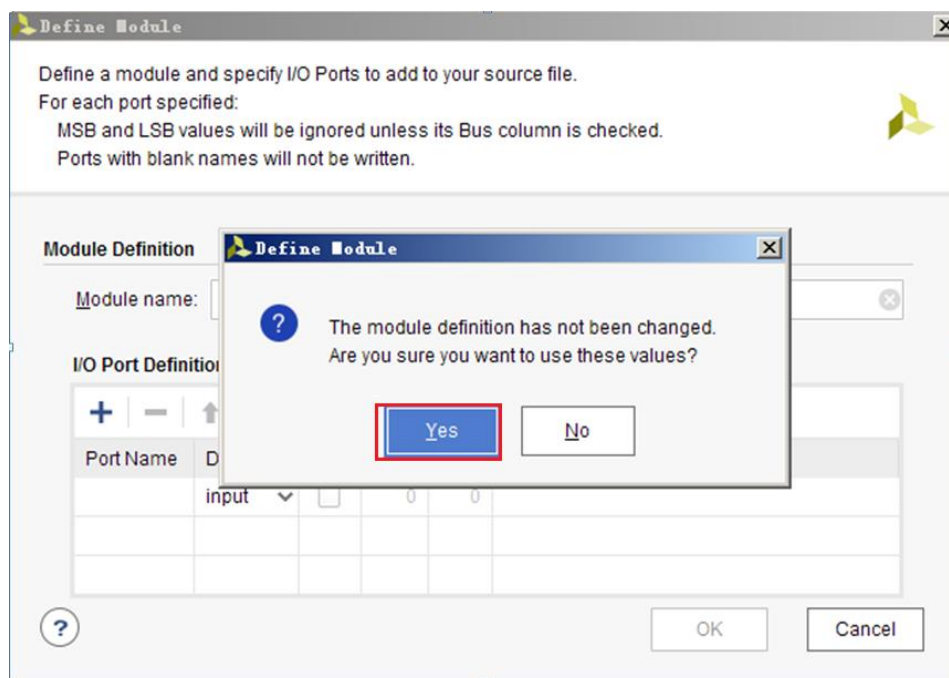 Define Module
Define a module and specify I/O Ports to add to your source file.
For each port specified:
MSB and LSB values will be ignored unless its Bus column is checked.
Ports with blank names will not be written.
Module Definition
Define Module
Module name:
The module definition has not been changed.
Are you sure you want to use these values?
I/O Port Definition
Yes No
Port Name D
input 0 0
? OK Cancel